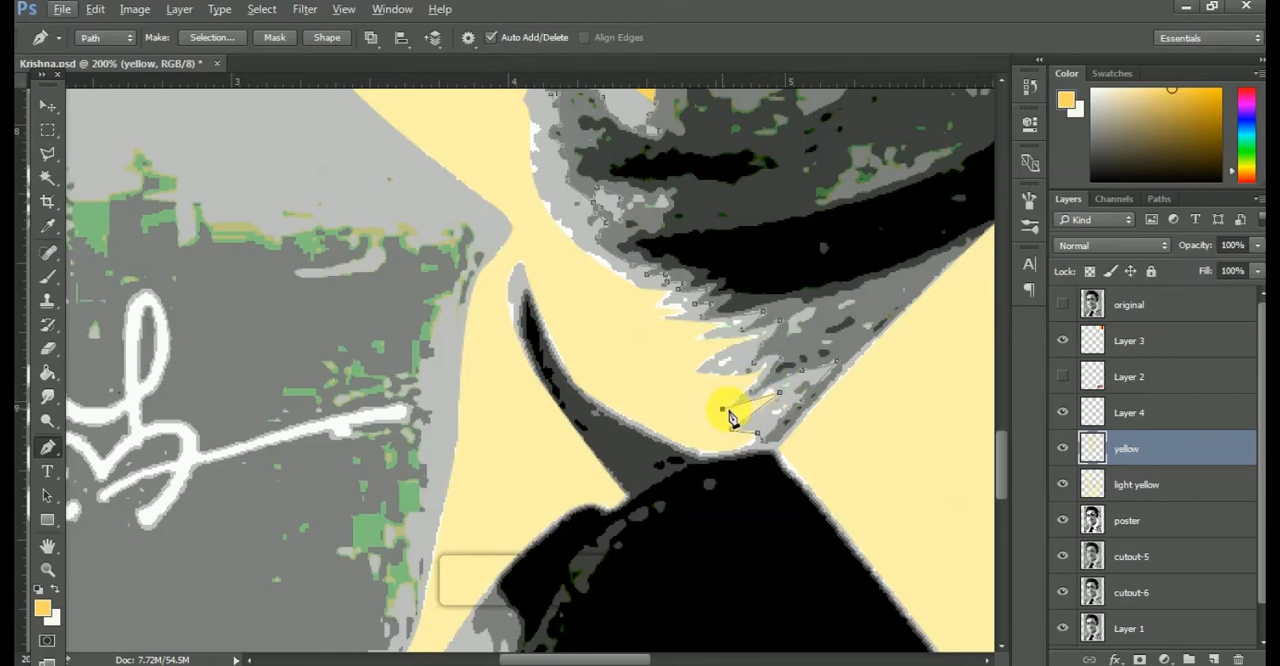 Ps File Edit Image Layer Type Select Filter View Window Help
Path Make: Selection... Mask Shape Auto Add/Delete Align Edges Essentials
Krishna.psd @ 200% (yellow, RGB/8) *
3 4 5
Color Swatches
Layers Channels Paths
Kind
Normal Opacity: 100%
Lock: Fill: 100%
original
Layer 3
Layer 2
Layer 4
yellow
light yellow
poster
cutout-5
cutout-6
Layer 1
Doc: 7.72M/54.5M